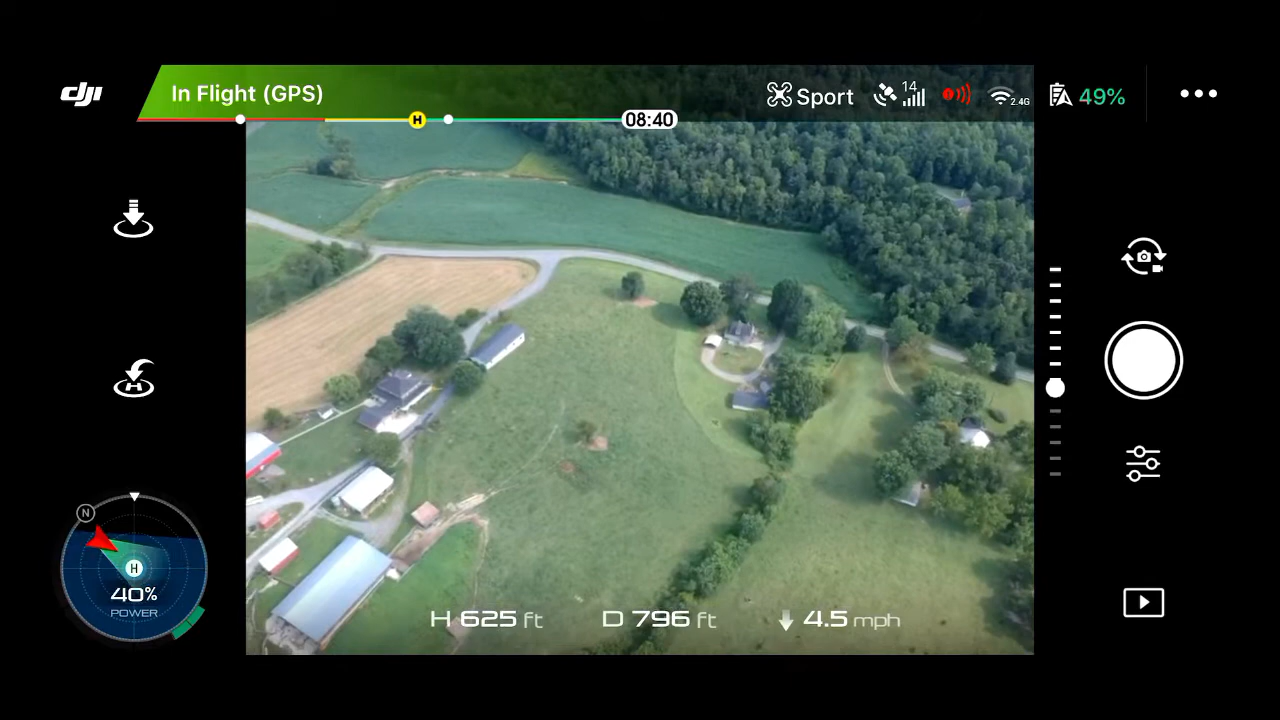 dji In Flight (GPS) Sport 14 2.4G 49%
H 08:40
N
H
40%
POWER
H 625 ft D 796 ft 4.5 mph